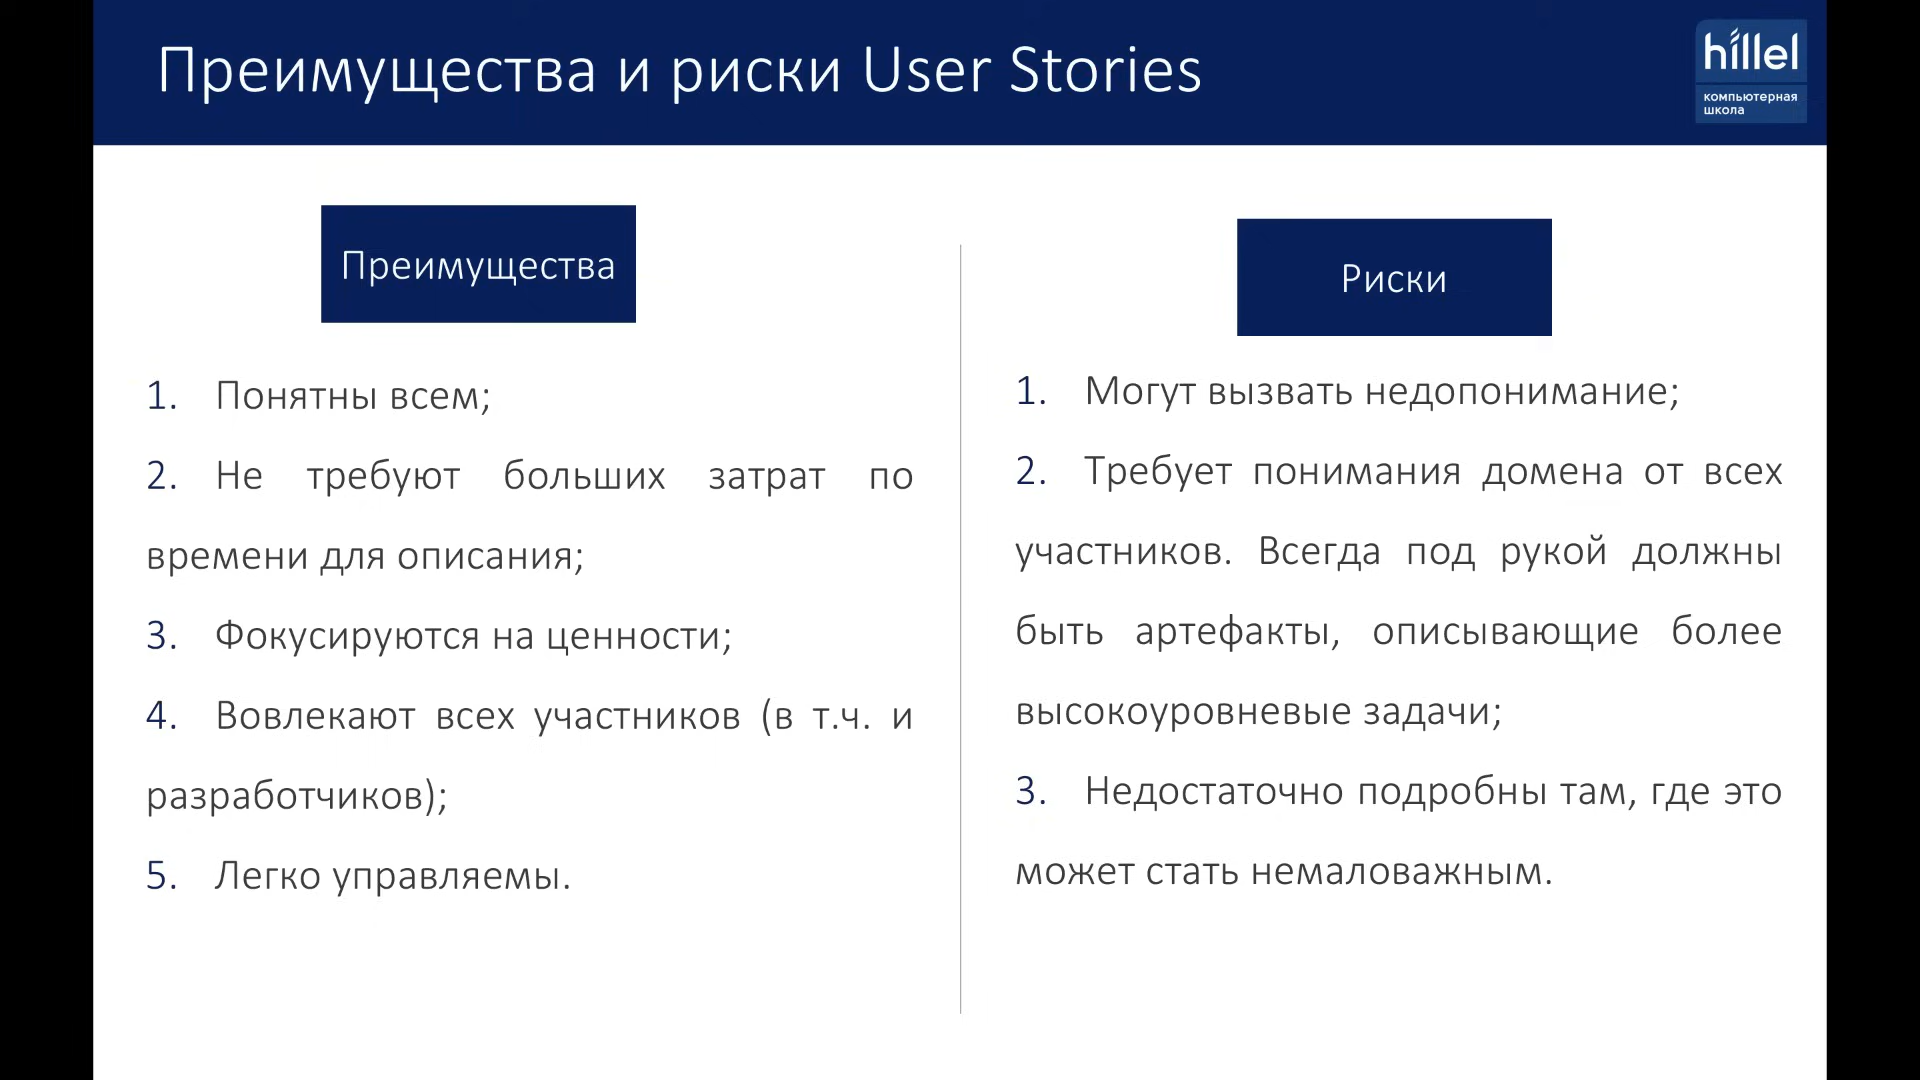 Преимущества и риски User Stories
hillel
компьютерная
школа
Преимущества
1. Понятны всем;
2. Не требуют больших затрат по
времени для описания;
3. Фокусируются на ценности;
4. Вовлекают всех участников (в т.ч. и
разработчиков);
5. Легко управляемы.
Риски
1. Могут вызвать недопонимание;
2. Требует понимания домена от всех
участников. Всегда под рукой должны
быть артефакты, описывающие более
высокоуровневые задачи;
3. Недостаточно подробны там, где это
может стать немаловажным.